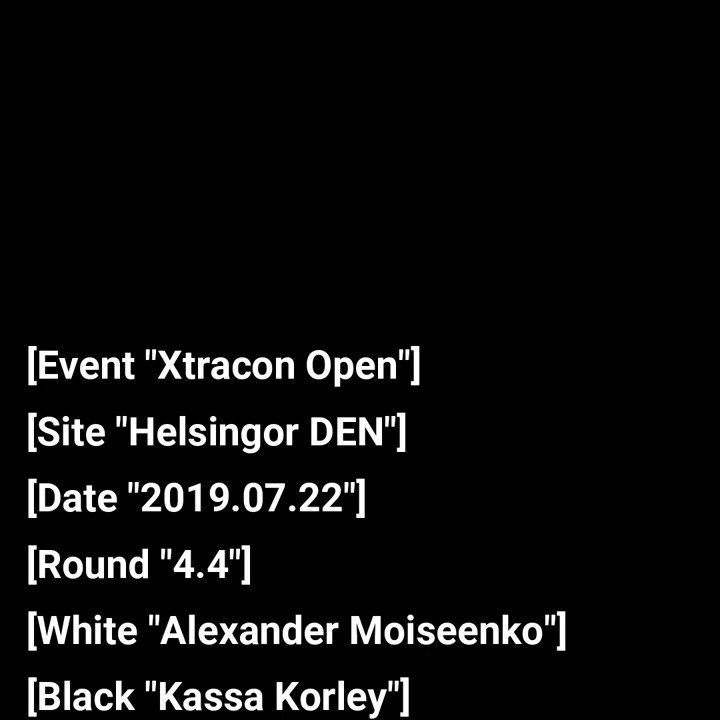 [Event "Xtracon Open"]
[Site "Helsingor DEN"]
[Date "2019.07.22"]
[Round "4.4"]
[White "Alexander Moiseenko"]
[Black "Kassa Korley"]